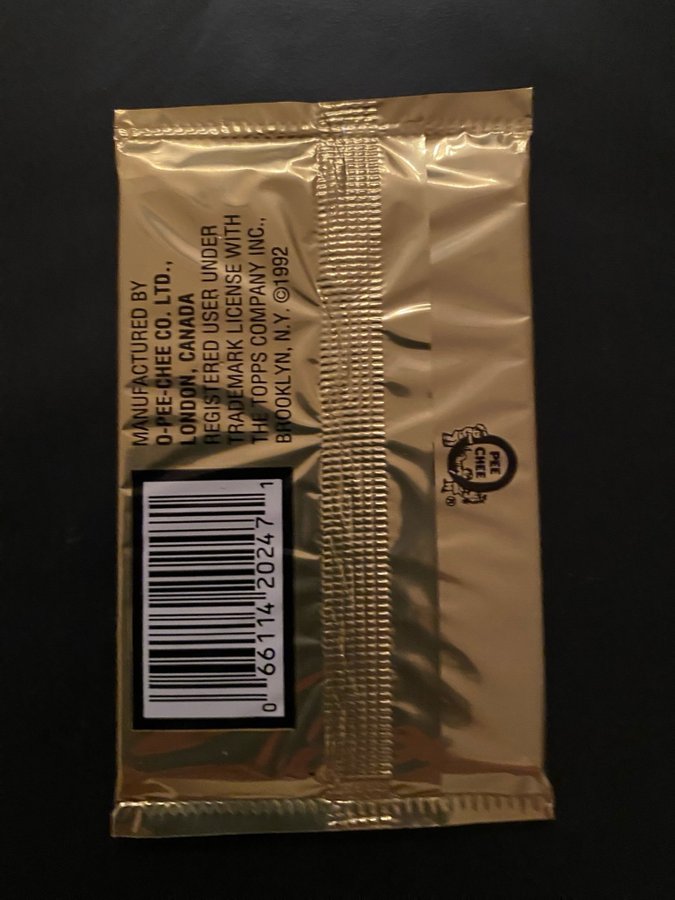 MANUFACTURED BY
O-PEE-CHEE CO. LTD.,
LONDON, CANADA
REGISTERED USER UNDER
TRADEMARK LICENSE WITH
THE TOPPS COMPANY INC.,
BROOKLYN, N.Y. ©1992
0 66114 20247 1
O PEE
CHEE
®